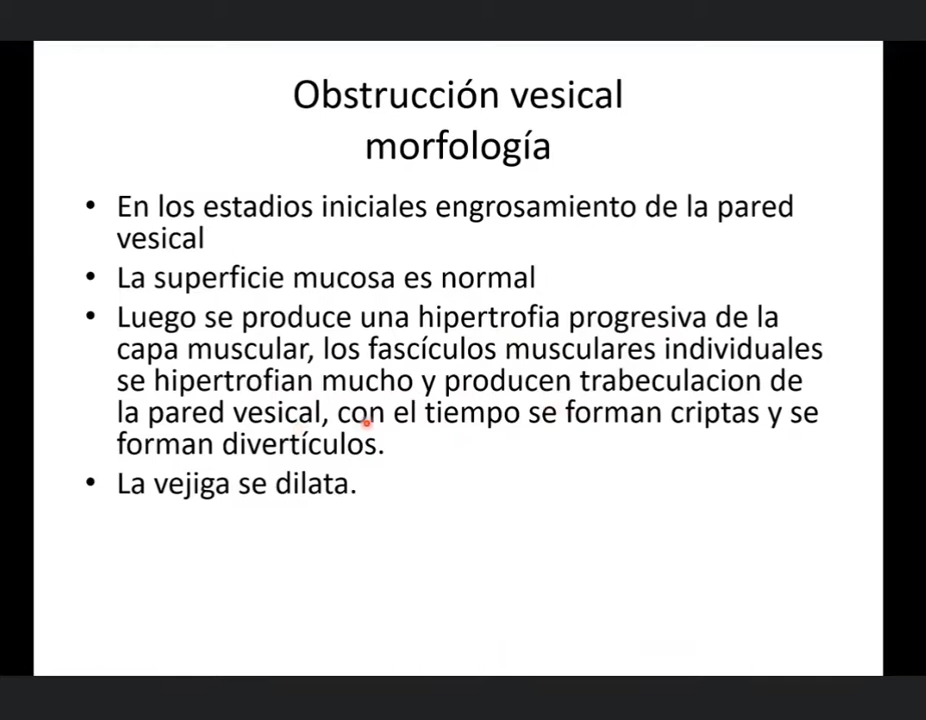 Obstrucción vesical
morfología
• En los estadios iniciales engrosamiento de la pared
vesical
• La superficie mucosa es normal
• Luego se produce una hipertrofia progresiva de la
capa muscular, los fascículos musculares individuales
se hipertrofian mucho y producen trabeculacion de
la pared vesical, con el tiempo se forman criptas y se
forman divertículos.
• La vejiga se dilata.